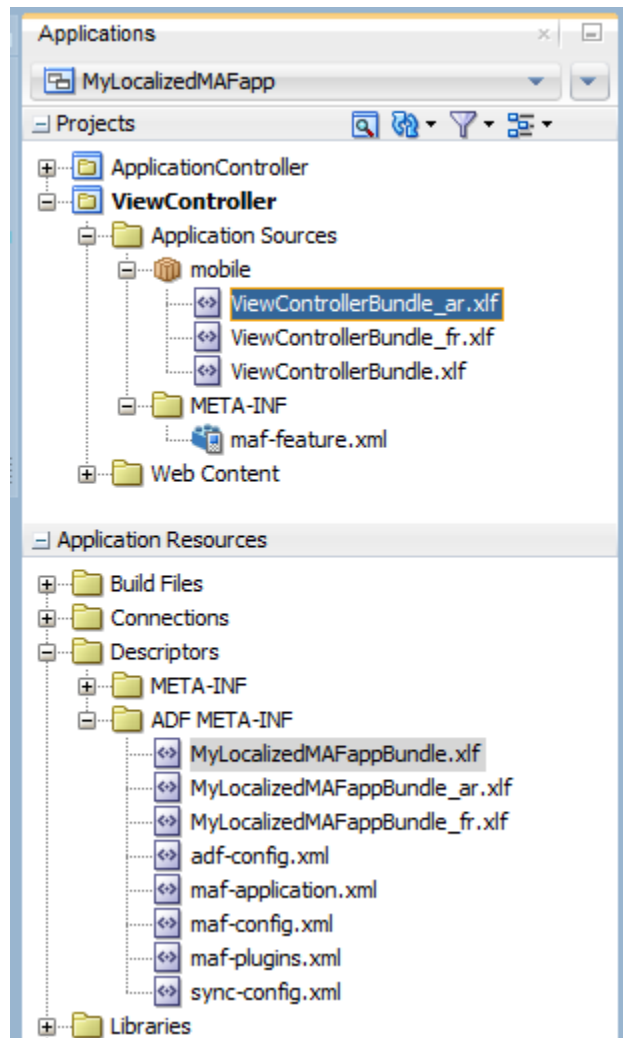 Applications
MyLocalizedMAFapp
Projects
ApplicationController
ViewController
Application Sources
mobile
ViewControllerBundle_ar.xlf
ViewControllerBundle_fr.xlf
ViewControllerBundle.xlf
META-INF
maf-feature.xml
Web Content
Application Resources
Build Files
Connections
Descriptors
META-INF
ADF META-INF
MyLocalizedMAFappBundle.xlf
MyLocalizedMAFappBundle_ar.xlf
MyLocalizedMAFappBundle_fr.xlf
adf-config.xml
maf-application.xml
maf-config.xml
maf-plugins.xml
sync-config.xml
Libraries